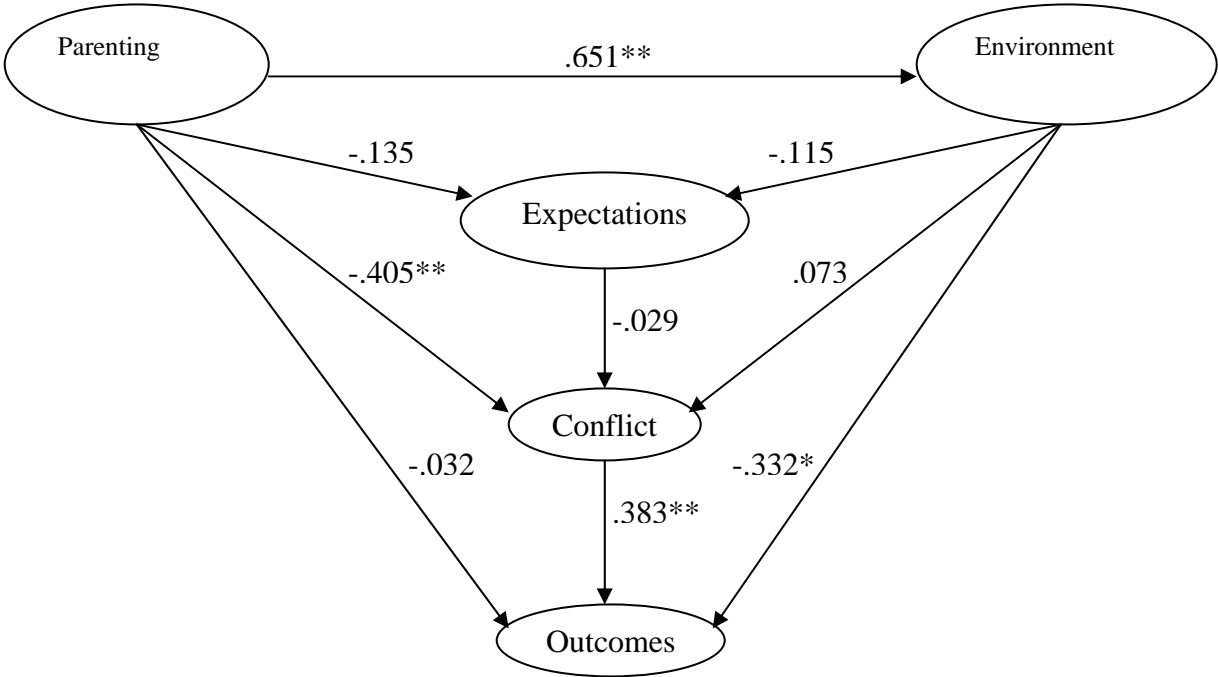 Parenting
Environment
.651**
-.135
-.115
Expectations
-.405**
.073
-.029
Conflict
-.032
-.332*
.383**
Outcomes